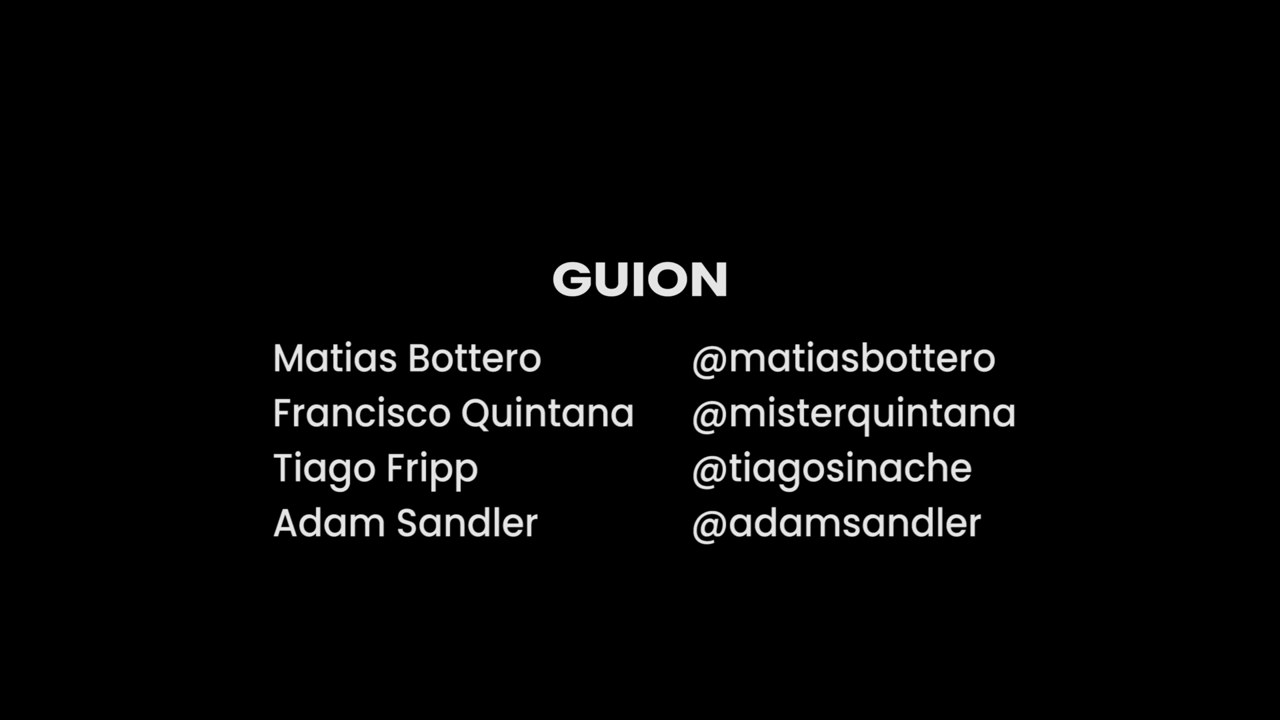 GUION
Matias Bottero @matiasbottero
Francisco Quintana @misterquintana
Tiago Fripp @tiagosinache
Adam Sandler @adamsandler